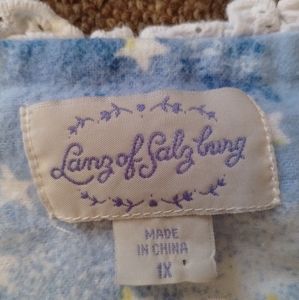 Lanz of Salzburg
MADE
IN CHINA
1X